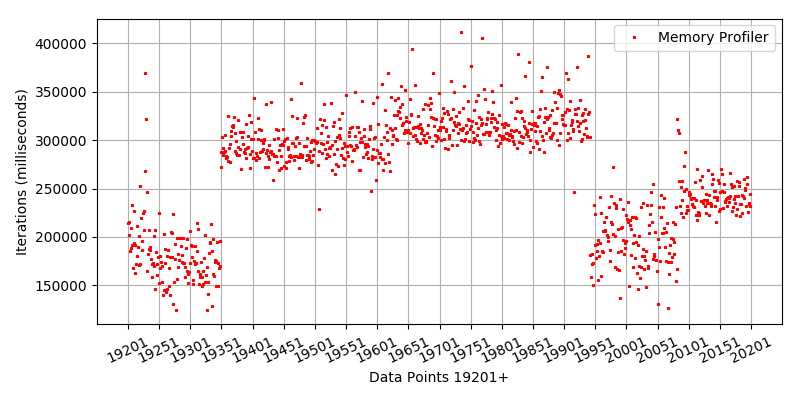 Memory Profiler
400000
350000
300000
250000
200000
150000
Iterations (milliseconds)
19201 19251 19301 19351 19401 19451 19501 19551 19601 19651 19701 19751 19801 19851 19901 19951 20001 20051 20101 20151 20201
Data Points 19201+